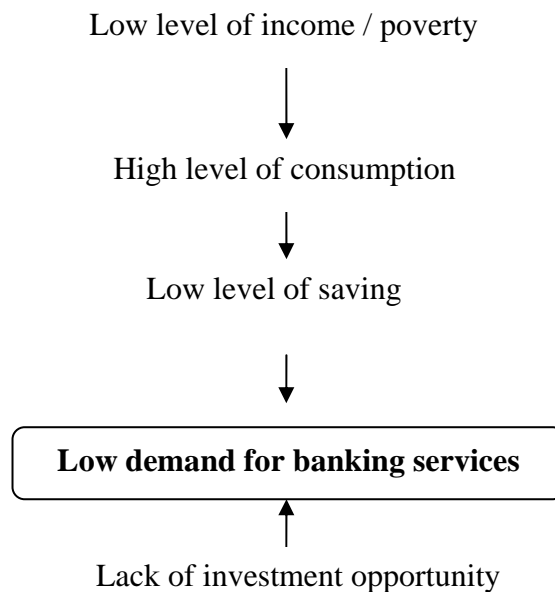 Low level of income / poverty
High level of consumption
Low level of saving
Low demand for banking services
Lack of investment opportunity